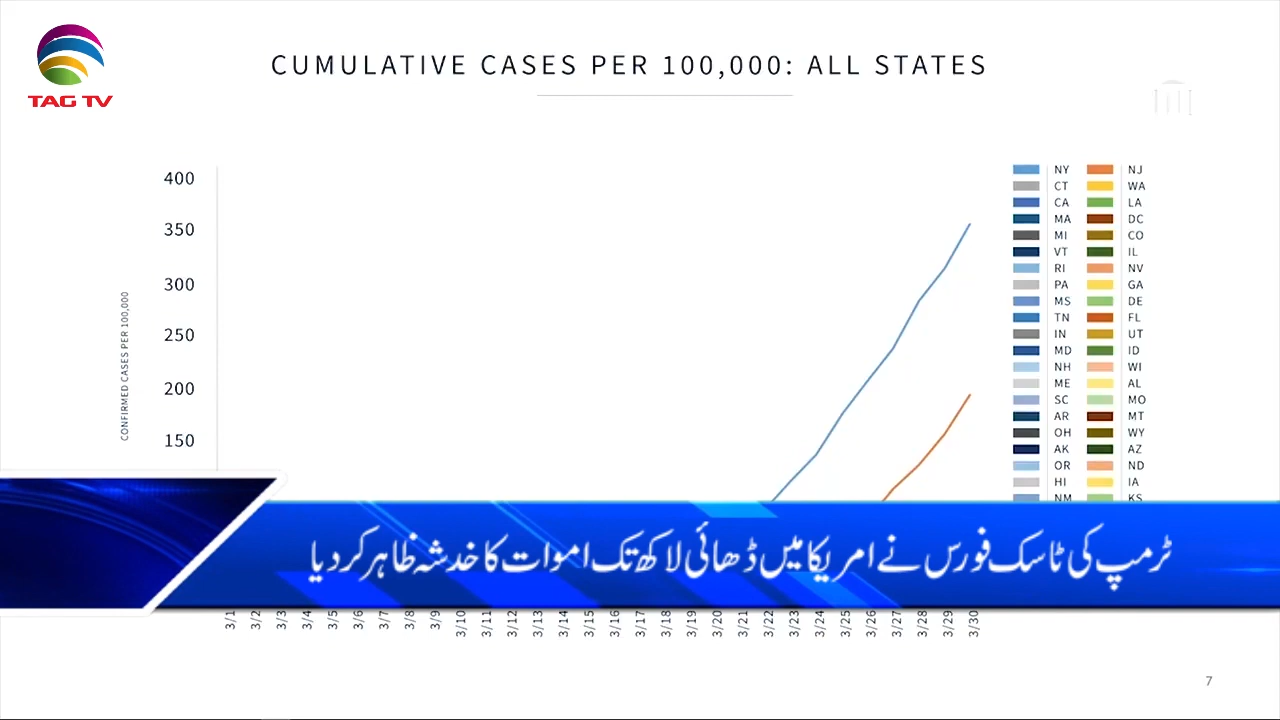 TAG TV
CUMULATIVE CASES PER 100,000: ALL STATES
400
350
300
250
200
150
CONFIRMED CASES PER 100,000
NY NJ
CT WA
CA LA
MA DC
MI CO
VT IL
RI NV
PA GA
MS DE
TN FL
IN UT
MD ID
NH WI
ME AL
SC MO
AR MT
OH WY
AK AZ
OR ND
HI IA
NM KS
ٹرمپ کی ٹاسک فورس نے امریکا میں ڈھائی لاکھ تک اموات کا خدشہ ظاہر کر دیا
3/1 3/2 3/3 3/4 3/5 3/6 3/7 3/8 3/9 3/10 3/11 3/12 3/13 3/14 3/15 3/16 3/17 3/18 3/19 3/20 3/21 3/22 3/23 3/24 3/25 3/26 3/27 3/28 3/29 3/30
7